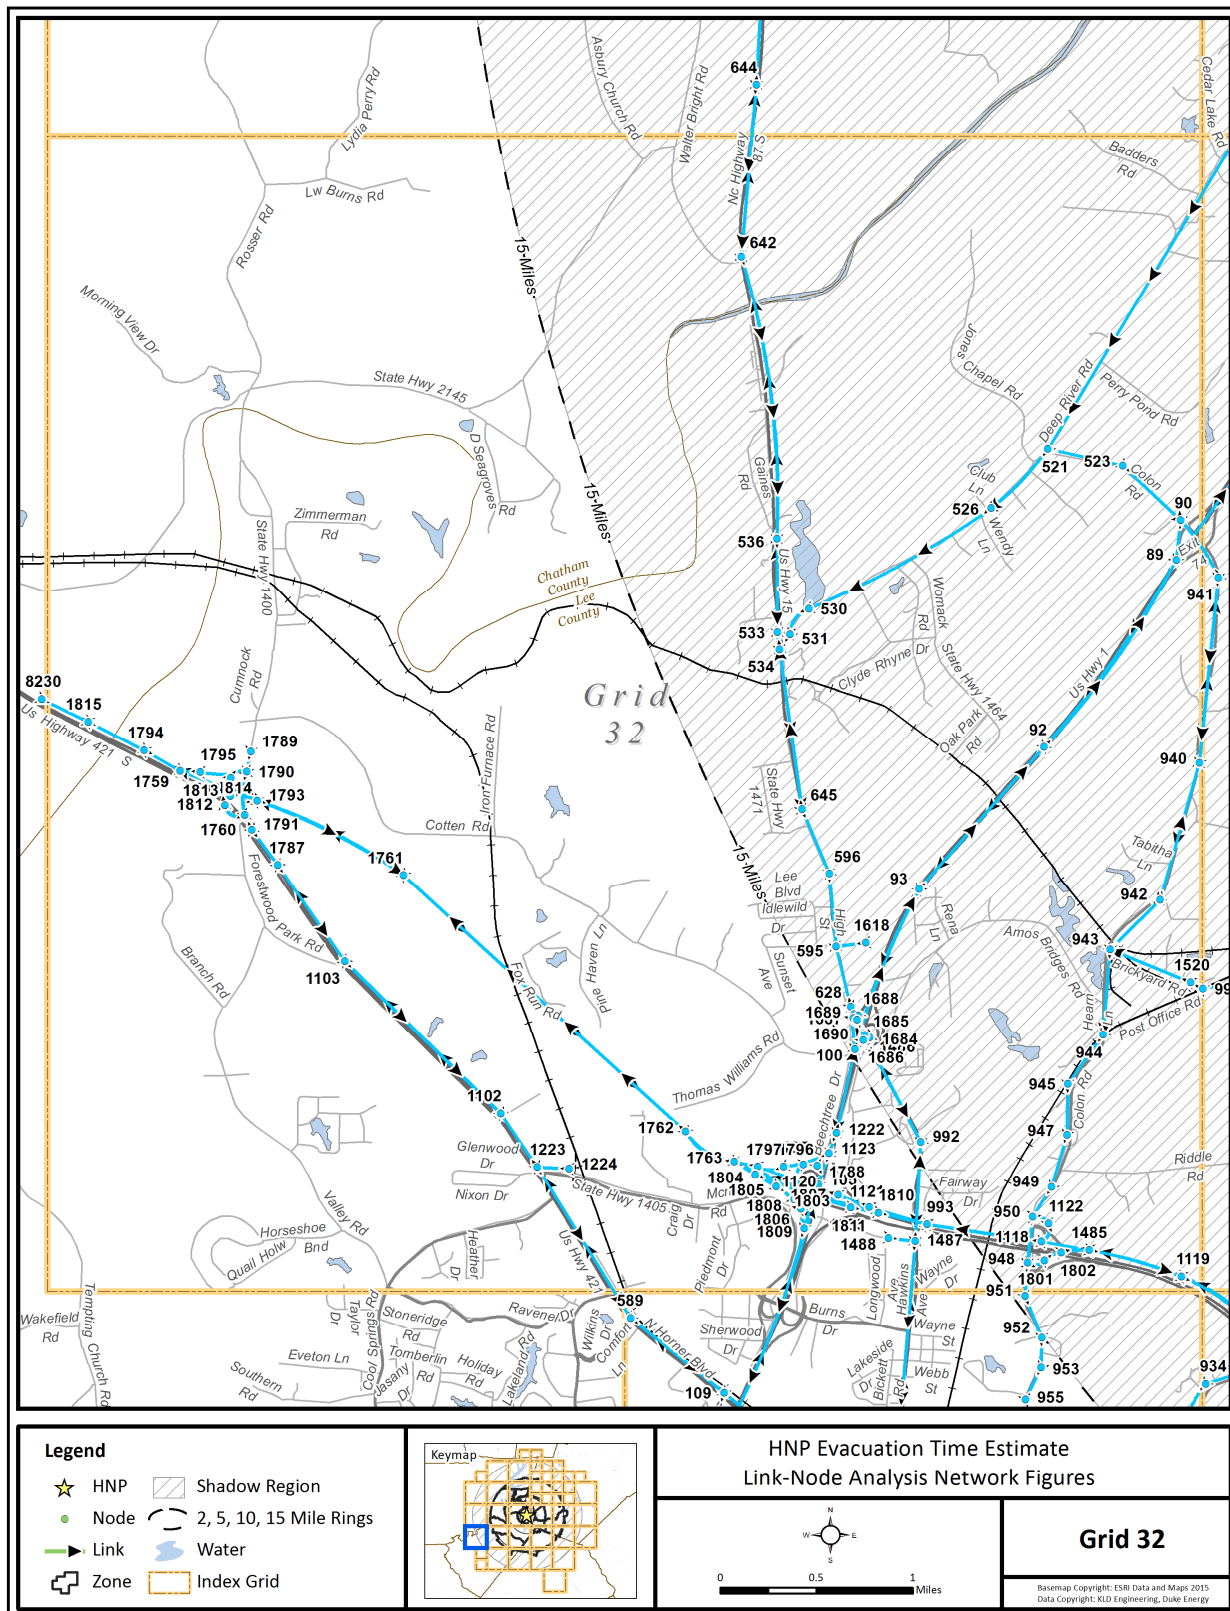 644
Asbury Church Rd
Walter Bright Rd
Cedar Lake Rd
Lydia Perry Rd
Nc Highway 87 S
Badders Rd
Lw Burns Rd
Rosser Rd
642
15-Miles
Morning View Dr
Jones Chapel Rd
State Hwy 2145
Deep River Rd
Perry Pond Rd
D Seagroves Rd
Gaines Rd
521
523
Colon Rd
Club Ln
15-Miles
526
90
Zimmerman Rd
Wendy Ln
536
Us Hwy 15
89
Exit 74
State Hwy 1400
Chatham County
Lee County
941
530
Womack Rd
533
531
534
Clyde Rhyne Dr
State Hwy 1464
Us Hwy 1
Cumnock Rd
8230
Grid
32
1815
Us Highway 421 S
Iron Furnace Rd
Oak Park Rd
92
1794
1795
1789
940
1759
1790
1813
1814
1793
1812
State Hwy 1471
645
1760
1791
Cotten Rd
1787
1761
Tabitha Ln
15-Miles
596
Forestwood Park Rd
Lee Blvd
93
942
Idlewild Dr
High St
1618
Rena Ln
Amos Bridges Rd
943
595
Branch Rd
Haven Ln
Pine
Sunset Ave
1520
Brickyard Rd
99
1103
Fox Run Rd
628
1688
1689
1685
Hearn Ln
Post Office Rd
1690
1684
100
1686
944
Thomas Williams Rd
945
Colon Rd
1102
Beechtree Dr
1762
1222
992
947
Glenwood Dr
1223
1224
1763
1797
1796
1123
Riddle Rd
1804
1788
949
Nixon Dr
State Hwy 1405
1805
1120
1121
1810
Fairway Dr
1808
1803
950
1122
Valley Rd
Craig Dr
1806
1811
993
1118
1485
Horseshoe Bnd
1809
1488
1487
948
Quail Holw
Heather Dr
Us Hwy 421
Piedmont Dr
1801
1802
1119
Longwood Ave
Hawkins Ave
Wayne Dr
951
589
Wakefield Rd
Tempting Church Rd
Taylor Dr
Cool Springs Rd
Stoneridge Rd
Ravenel Dr
Wilkins Dr
Comfort Ln
N Horner Blvd
Sherwood Dr
Burns Dr
Wayne St
952
Eveton Ln
Tomberlin Rd
Holiday Rd
Lakeland Rd
Lakeside Dr
Bickett Rd
Webb St
953
Southern Rd
Jasany Dr
109
934
955
Legend
HNP
Shadow Region
Node
2, 5, 10, 15 Mile Rings
Link
Water
Zone
Index Grid
Keymap
HNP Evacuation Time Estimate
Link-Node Analysis Network Figures
N
W
E
S
0
0.5
1
Miles
Grid 32
Basemap Copyright: ESRI Data and Maps 2015
Data Copyright: KLD Engineering, Duke Energy